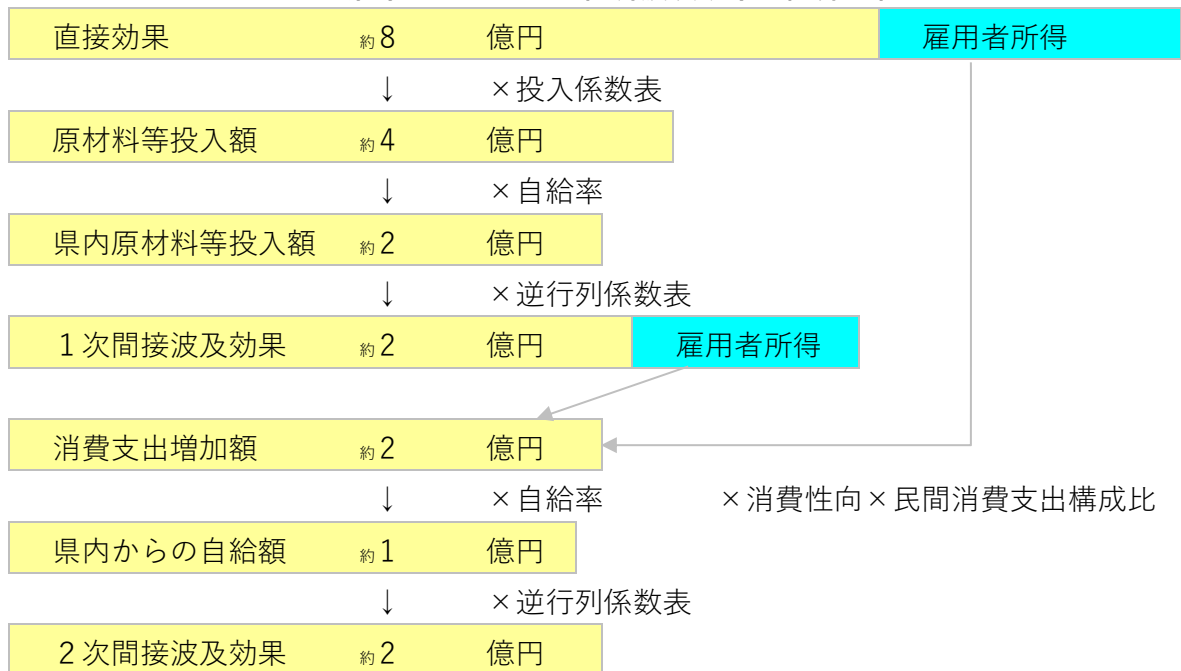 直接効果 約8 億円 雇用者所得
↓ ×投入係数表
原材料等投入額 約4 億円
↓ ×自給率
県内原材料等投入額 約2 億円
↓ ×逆行列係数表
１次間接波及効果 約2 億円 雇用者所得
消費支出増加額 約2 億円
↓ ×自給率 ×消費性向×民間消費支出構成比
県内からの自給額 約1 億円
↓ ×逆行列係数表
２次間接波及効果 約2 億円